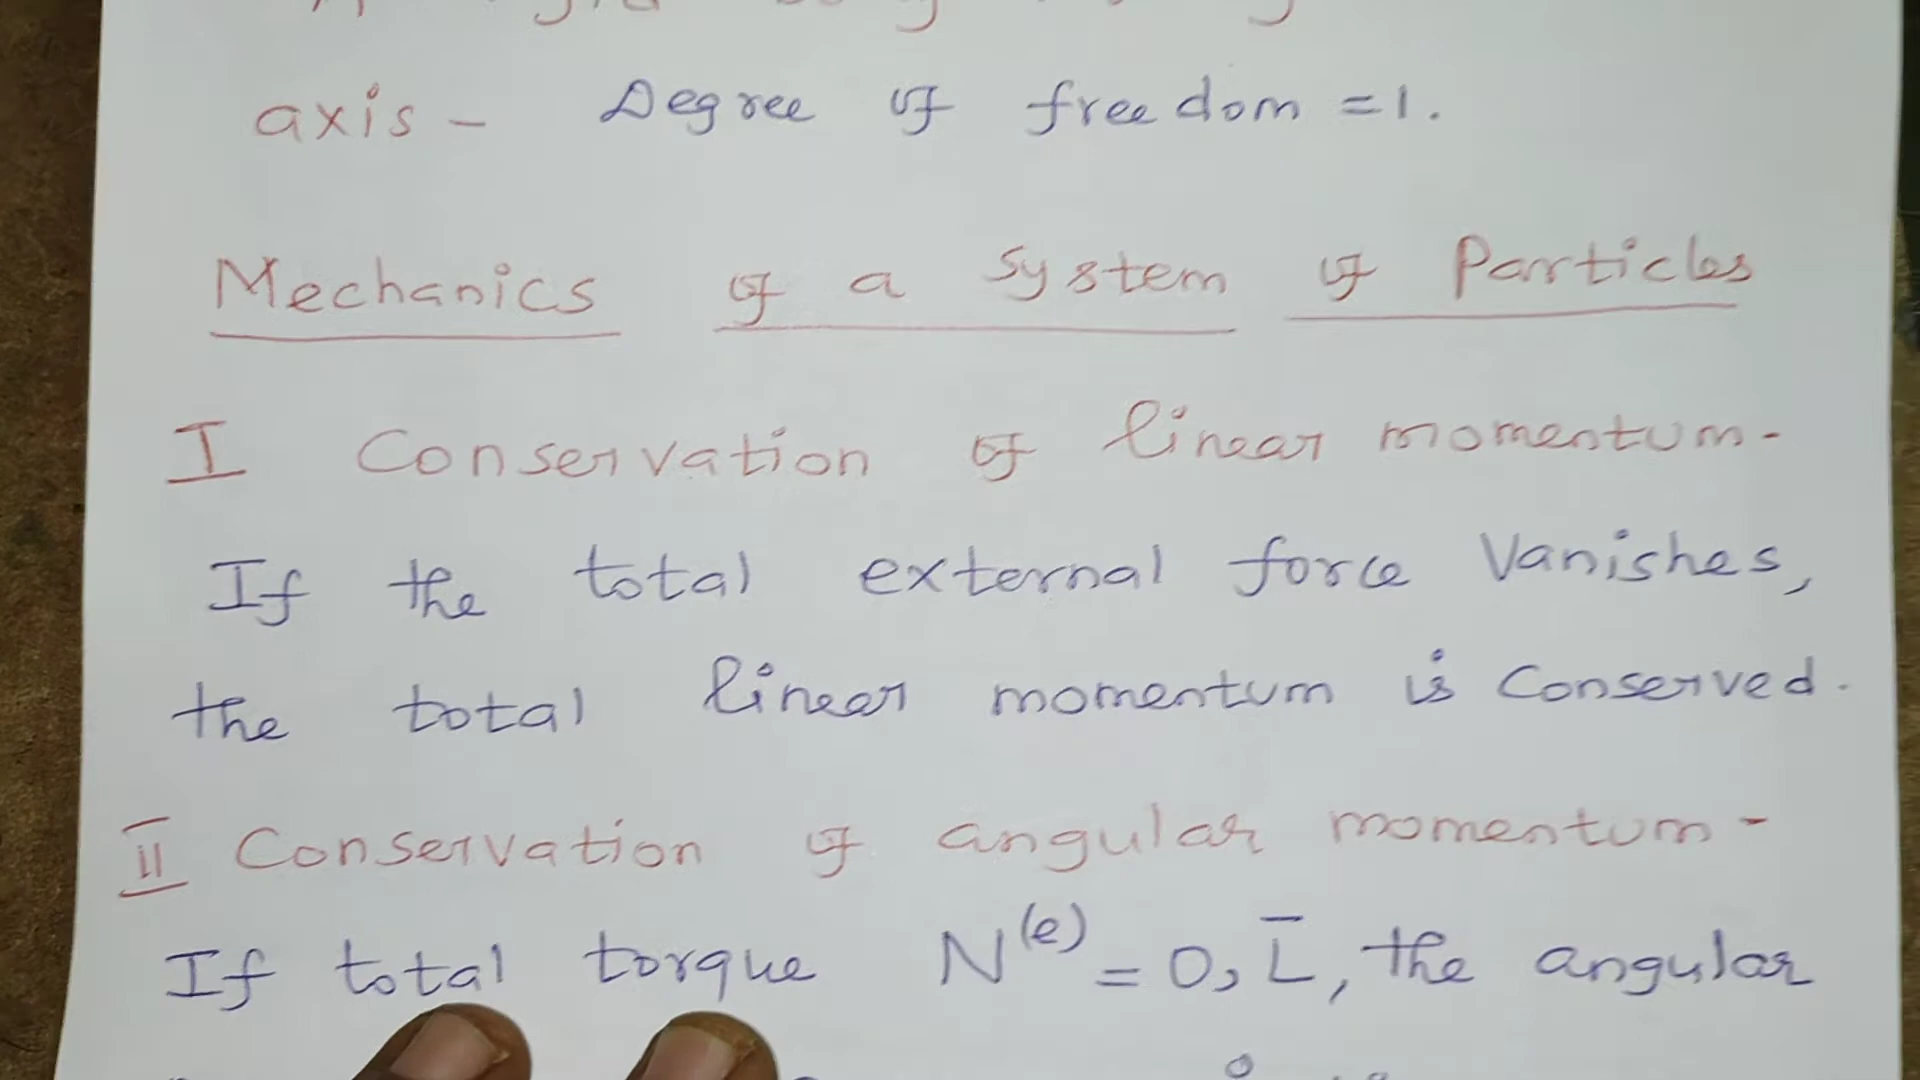 axis - Degree of freedom = 1.
Mechanics of a system of Particles
I Conservation of linear momentum-
If the total external force Vanishes,
the total linear momentum is Conserved.
II Conservation of angular momentum-
If total torque N^(e) = 0, L̄, the angular